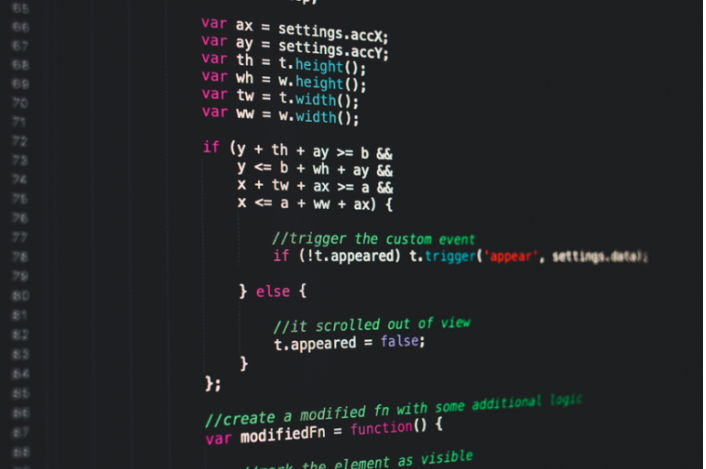 65
66
67
68
69
70
71
72
73
74
75
76
77
78
79
80
81
82
83
84
85
86
87
88
var ax = settings.accX;
var ay = settings.accY;
var th = t.height();
var wh = w.height();
var tw = t.width();
var ww = w.width();
if (y + th + ay >= b &&
y <= b + wh + ay &&
x + tw + ax >= a &&
x <= a + ww + ax) {
//trigger the custom event
if (!t.appeared) t.trigger('appear', settings.data);
} else {
//it scrolled out of view
t.appeared = false;
}
};
//create a modified fn with some additional logic
var modifiedFn = function() {
//mark the element as visible